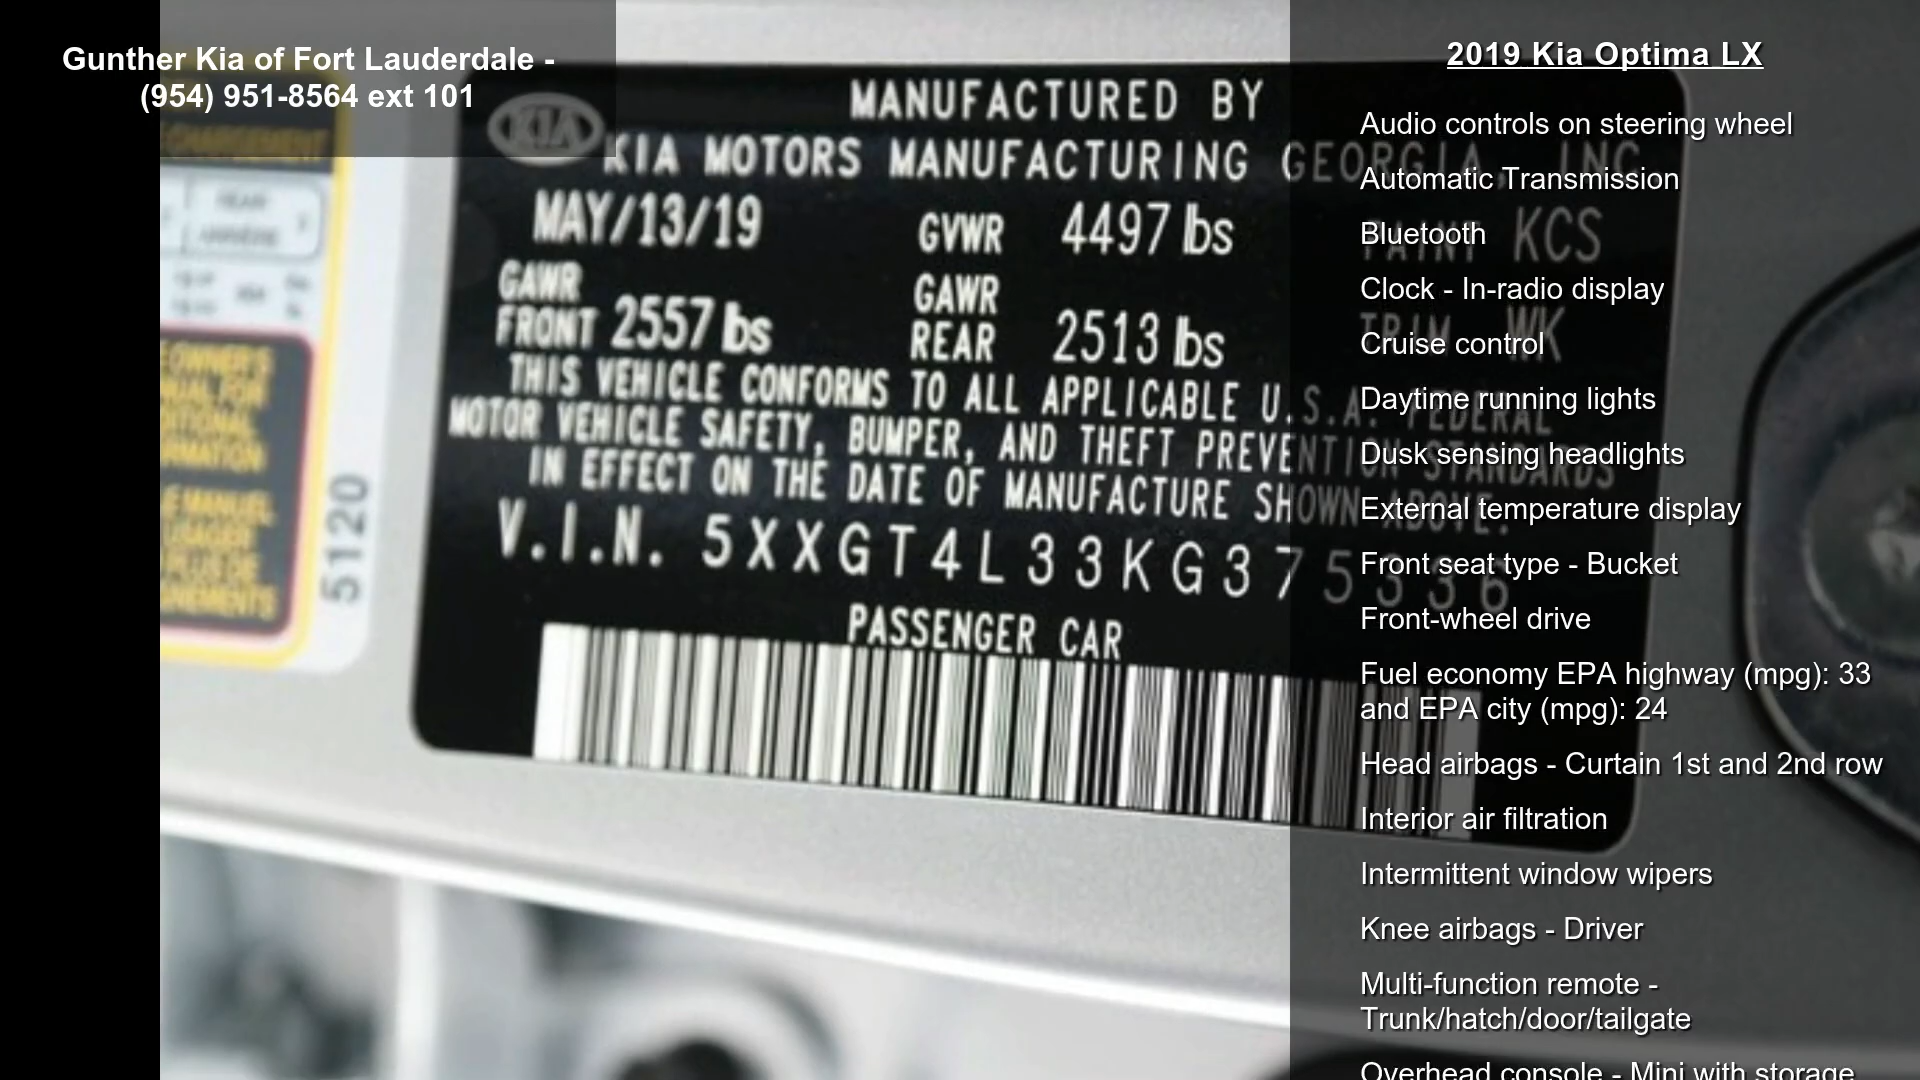 Gunther Kia of Fort Lauderdale -
(954) 951-8564 ext 101
KIA
MANUFACTURED BY
KIA MOTORS MANUFACTURING GEORGIA, INC.
MAY/13/19 GVWR 4497 lbs PAINT KCS
GAWR FRONT 2557 lbs GAWR REAR 2513 lbs TRIM WK
THIS VEHICLE CONFORMS TO ALL APPLICABLE U.S.A. FEDERAL
MOTOR VEHICLE SAFETY, BUMPER, AND THEFT PREVENTION STANDARDS
IN EFFECT ON THE DATE OF MANUFACTURE SHOWN ABOVE.
V.I.N. 5XXGT4L33KG375336
PASSENGER CAR
5120
2019 Kia Optima LX
Audio controls on steering wheel
Automatic Transmission
Bluetooth
Clock - In-radio display
Cruise control
Daytime running lights
Dusk sensing headlights
External temperature display
Front seat type - Bucket
Front-wheel drive
Fuel economy EPA highway (mpg): 33
and EPA city (mpg): 24
Head airbags - Curtain 1st and 2nd row
Interior air filtration
Intermittent window wipers
Knee airbags - Driver
Multi-function remote -
Trunk/hatch/door/tailgate
Overhead console - Mini with storage